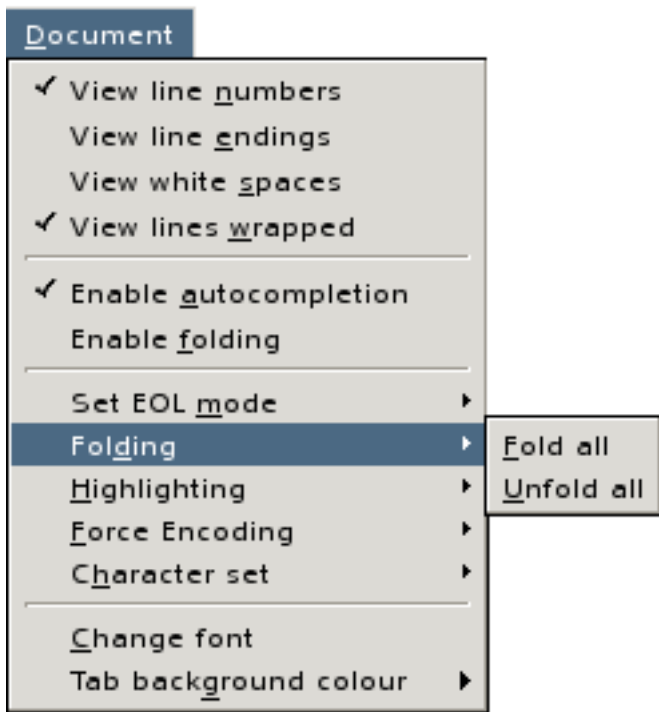 Document
View line numbers
View line endings
View white spaces
View lines wrapped
Enable autocompletion
Enable folding
Set EOL mode
Folding
Fold all
Highlighting
Unfold all
Force Encoding
Character set
Change font
Tab background colour